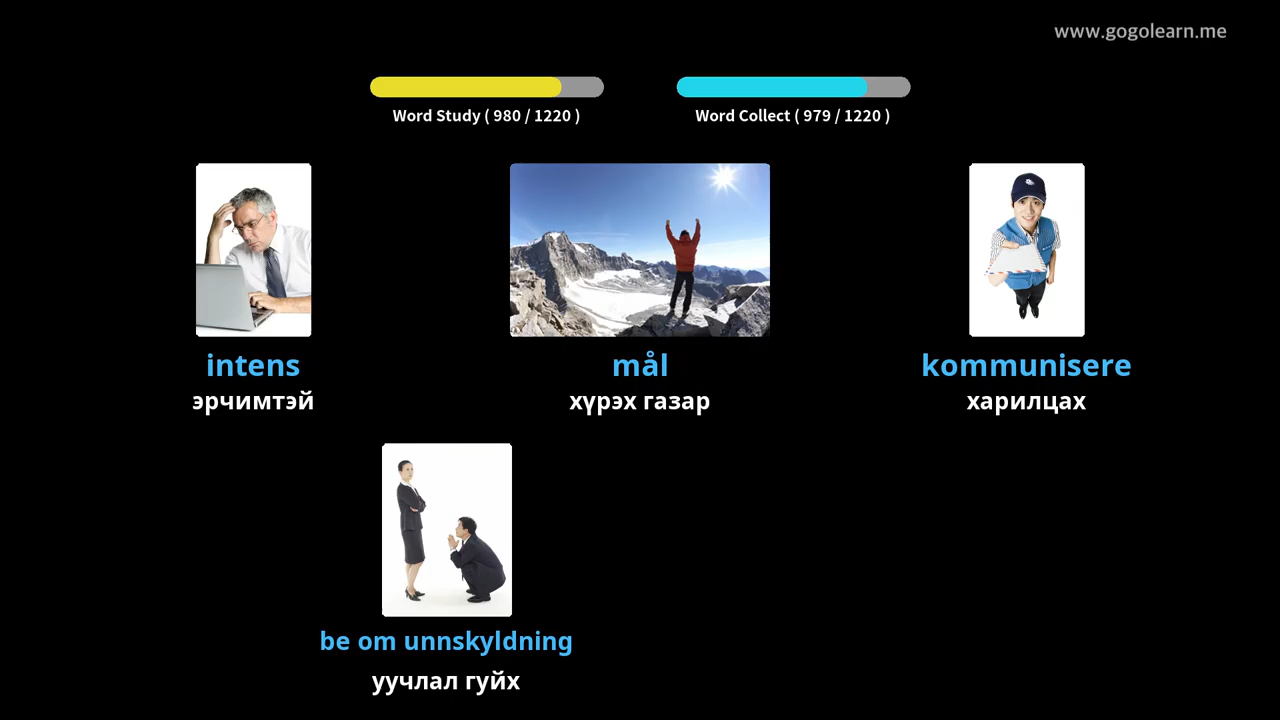 www.gogolearn.me
Word Study ( 980 / 1220 )
Word Collect ( 979 / 1220 )
intens
эрчимтэй
mål
хүрэх газар
kommunisere
харилцах
be om unnskyldning
уучлал гуйх